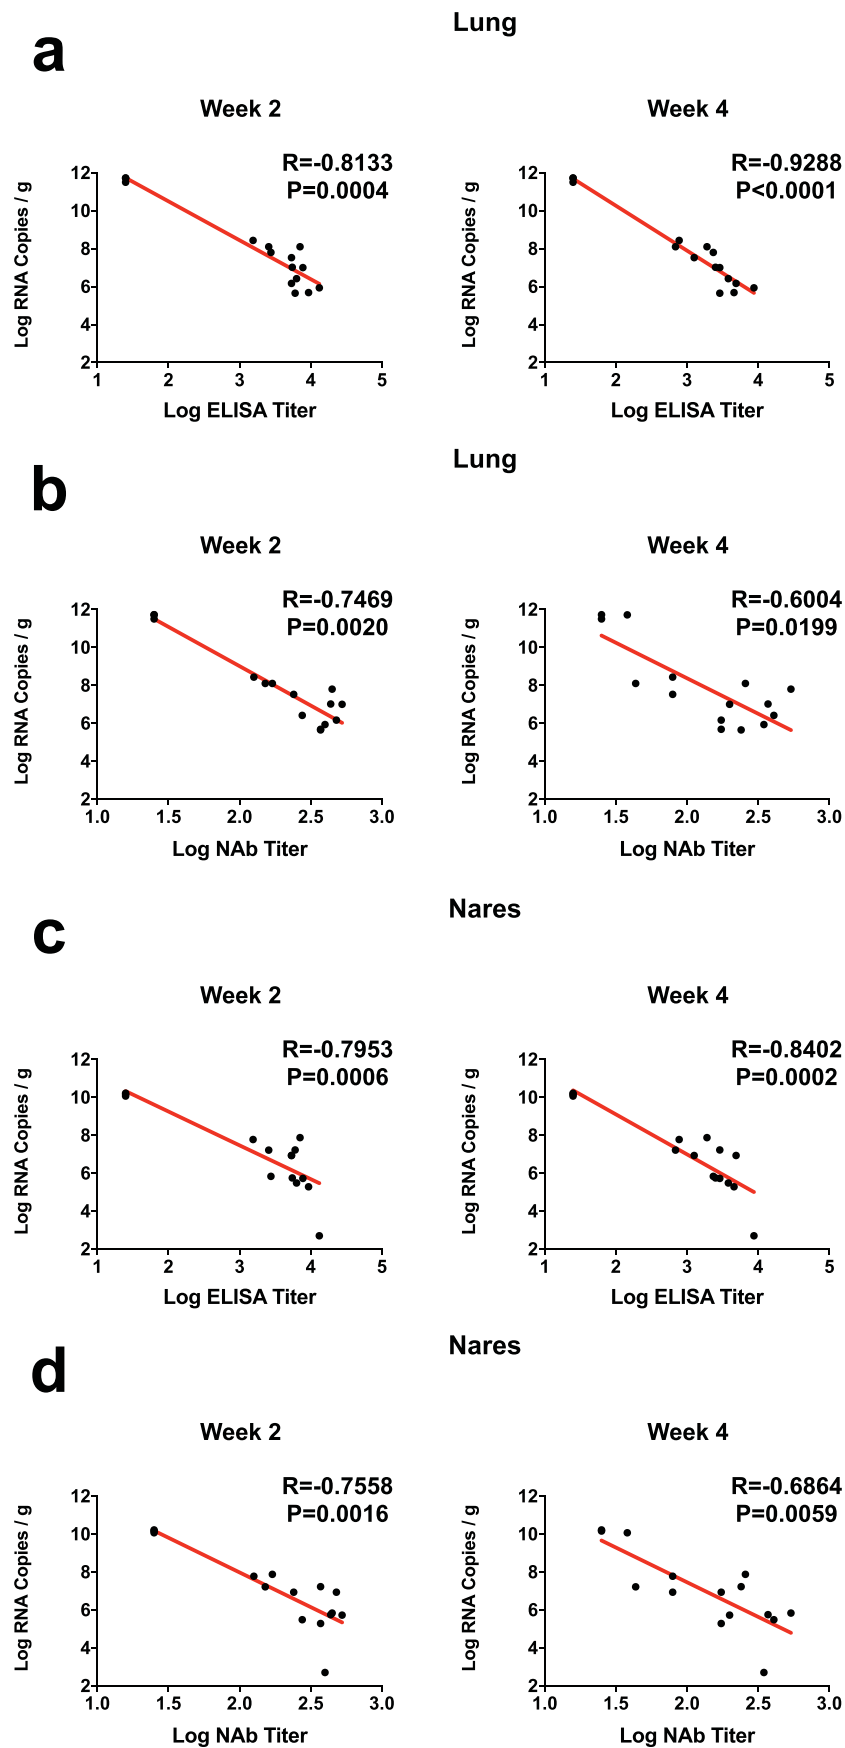 a
Lung
Week 2
Week 4
R=-0.8133
P=0.0004
R=-0.9288
P<0.0001
Log RNA Copies / g
12
10
8
6
4
2
1 2 3 4 5
Log ELISA Titer
Log RNA Copies / g
12
10
8
6
4
2
1 2 3 4 5
Log ELISA Titer
b
Lung
Week 2
Week 4
R=-0.7469
P=0.0020
R=-0.6004
P=0.0199
Log RNA Copies / g
12
10
8
6
4
2
1.0 1.5 2.0 2.5 3.0
Log NAb Titer
Log RNA Copies / g
12
10
8
6
4
2
1.0 1.5 2.0 2.5 3.0
Log NAb Titer
c
Nares
Week 2
Week 4
R=-0.7953
P=0.0006
R=-0.8402
P=0.0002
Log RNA Copies / g
12
10
8
6
4
2
1 2 3 4 5
Log ELISA Titer
Log RNA Copies / g
12
10
8
6
4
2
1 2 3 4 5
Log ELISA Titer
d
Nares
Week 2
Week 4
R=-0.7558
P=0.0016
R=-0.6864
P=0.0059
Log RNA Copies / g
12
10
8
6
4
2
1.0 1.5 2.0 2.5 3.0
Log NAb Titer
Log RNA Copies / g
12
10
8
6
4
2
1.0 1.5 2.0 2.5 3.0
Log NAb Titer